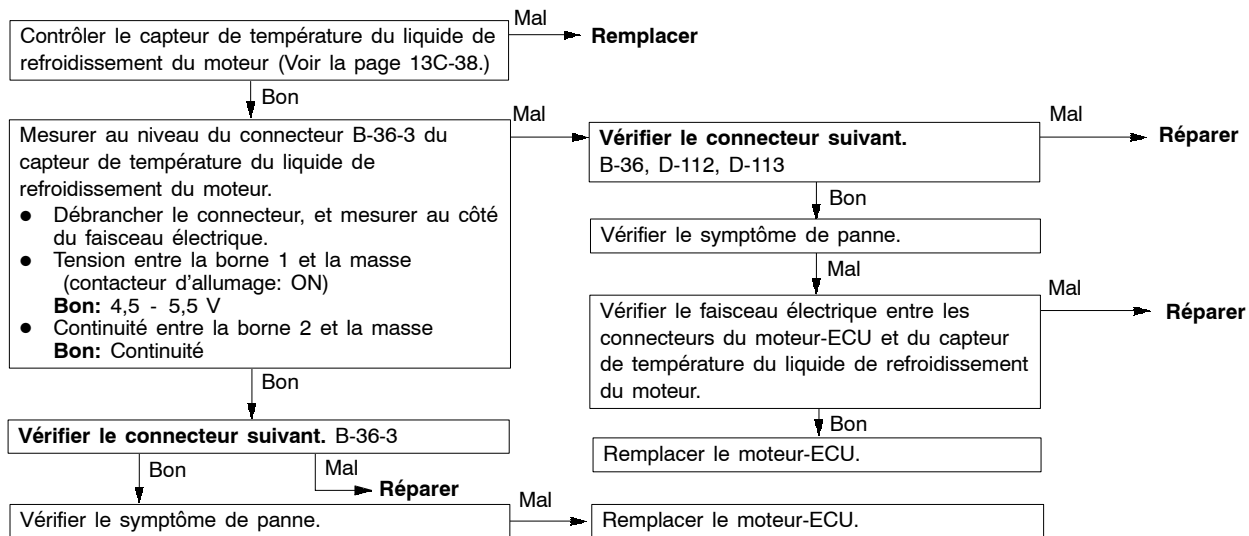 Contrôler le capteur de température du liquide de
refroidissement du moteur (Voir la page 13C-38.)
Mal
Remplacer
Bon
Mesurer au niveau du connecteur B-36-3 du
capteur de température du liquide de
refroidissement du moteur.
● Débrancher le connecteur, et mesurer au côté
du faisceau électrique.
● Tension entre la borne 1 et la masse
(contacteur d'allumage: ON)
Bon: 4,5 - 5,5 V
● Continuité entre la borne 2 et la masse
Bon: Continuité
Mal
Vérifier le connecteur suivant.
B-36, D-112, D-113
Mal
Réparer
Bon
Vérifier le symptôme de panne.
Mal
Vérifier le faisceau électrique entre les
connecteurs du moteur-ECU et du capteur
de température du liquide de refroidissement
du moteur.
Mal
Réparer
Bon
Remplacer le moteur-ECU.
Bon
Vérifier le connecteur suivant. B-36-3
Bon
Mal
Réparer
Vérifier le symptôme de panne.
Mal
Remplacer le moteur-ECU.